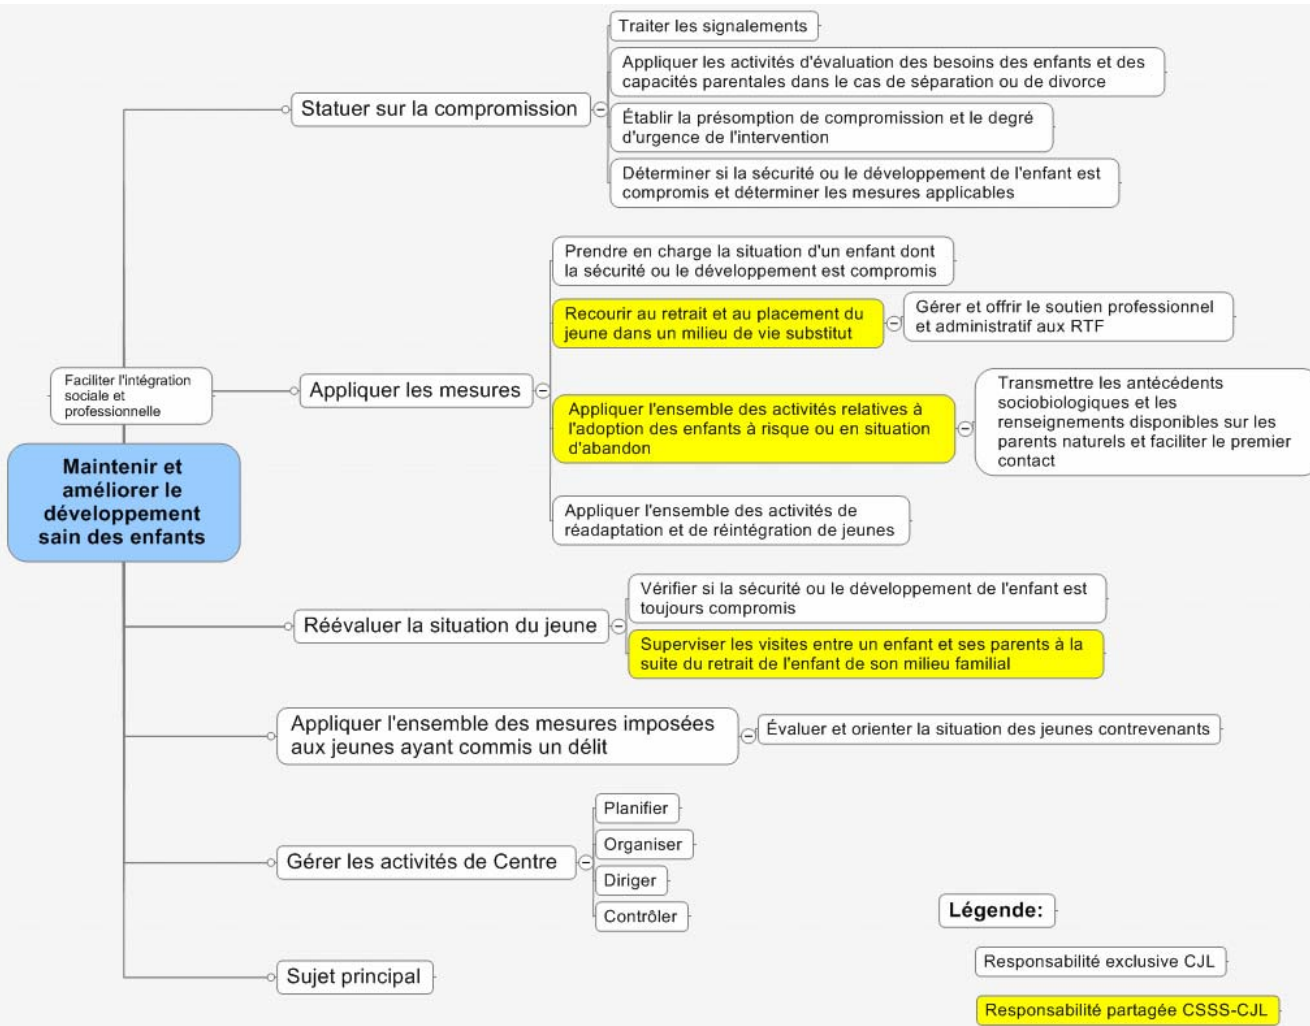 Traiter les signalements
Appliquer les activités d'évaluation des besoins des enfants et des
capacités parentales dans le cas de séparation ou de divorce
Statuer sur la compromission
Établir la présomption de compromission et le degré
d'urgence de l'intervention
Déterminer si la sécurité ou le développement de l'enfant est
compromis et déterminer les mesures applicables
Prendre en charge la situation d'un enfant dont
la sécurité ou le développement est compromis
Recourir au retrait et au placement du
jeune dans un milieu de vie substitut
Gérer et offrir le soutien professionnel
et administratif aux RTF
Faciliter l'intégration
sociale et
professionnelle
Appliquer les mesures
Appliquer l'ensemble des activités relatives à
l'adoption des enfants à risque ou en situation
d'abandon
Transmettre les antécédents
sociobiologiques et les
renseignements disponibles sur les
parents naturels et faciliter le premier
contact
Maintenir et
améliorer le
développement
sain des enfants
Appliquer l'ensemble des activités de
réadaptation et de réintégration de jeunes
Vérifier si la sécurité ou le développement de l'enfant est
toujours compromis
Réévaluer la situation du jeune
Superviser les visites entre un enfant et ses parents à la
suite du retrait de l'enfant de son milieu familial
Appliquer l'ensemble des mesures imposées
aux jeunes ayant commis un délit
Évaluer et orienter la situation des jeunes contrevenants
Planifier
Organiser
Gérer les activités de Centre
Diriger
Contrôler
Légende:
Responsabilité exclusive CJL
Sujet principal
Responsabilité partagée CSSS-CJL